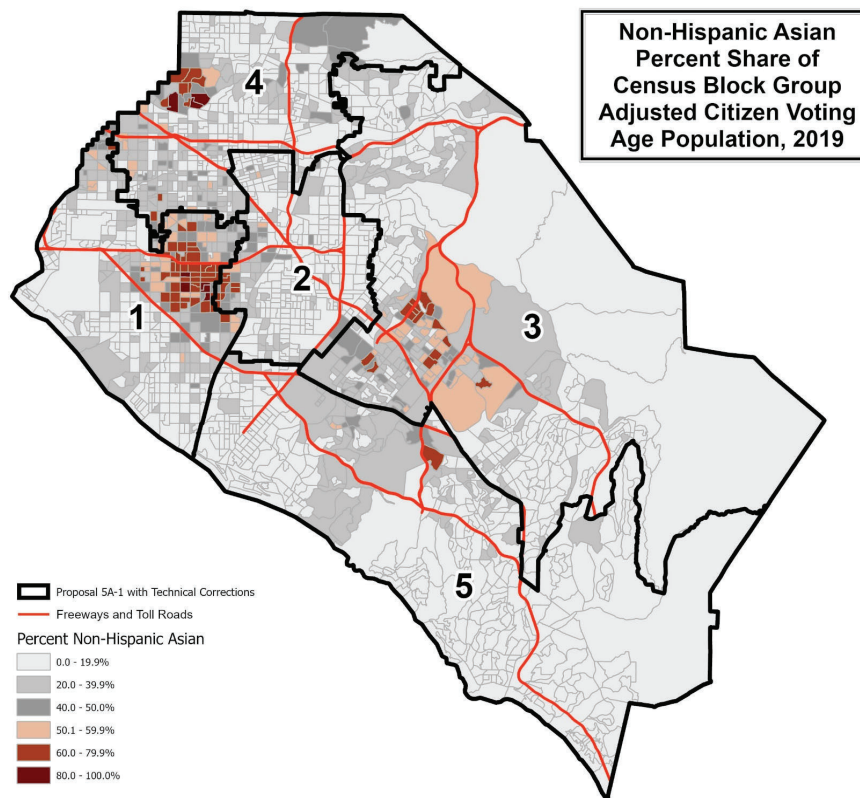 Non-Hispanic Asian
Percent Share of
Census Block Group
Adjusted Citizen Voting
Age Population, 2019
4
2
1
3
5
Proposal 5A-1 with Technical Corrections
Freeways and Toll Roads
Percent Non-Hispanic Asian
0.0 - 19.9%
20.0 - 39.9%
40.0 - 50.0%
50.1 - 59.9%
60.0 - 79.9%
80.0 - 100.0%